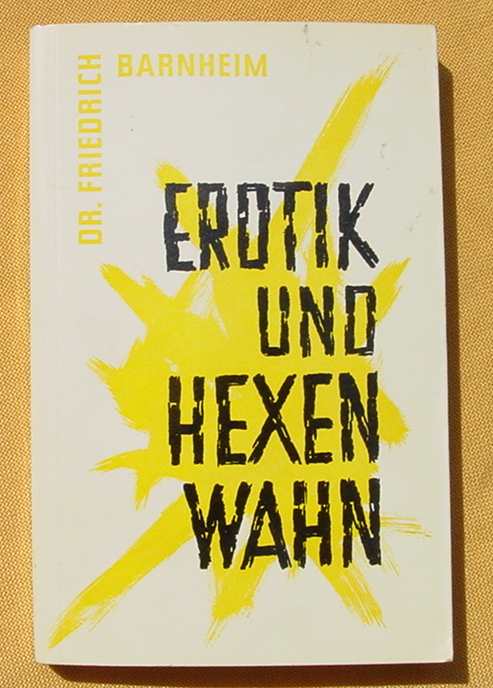 DR. FRIEDRICH
BARNHEIM
EROTIK
UND
HEXEN
WAHN